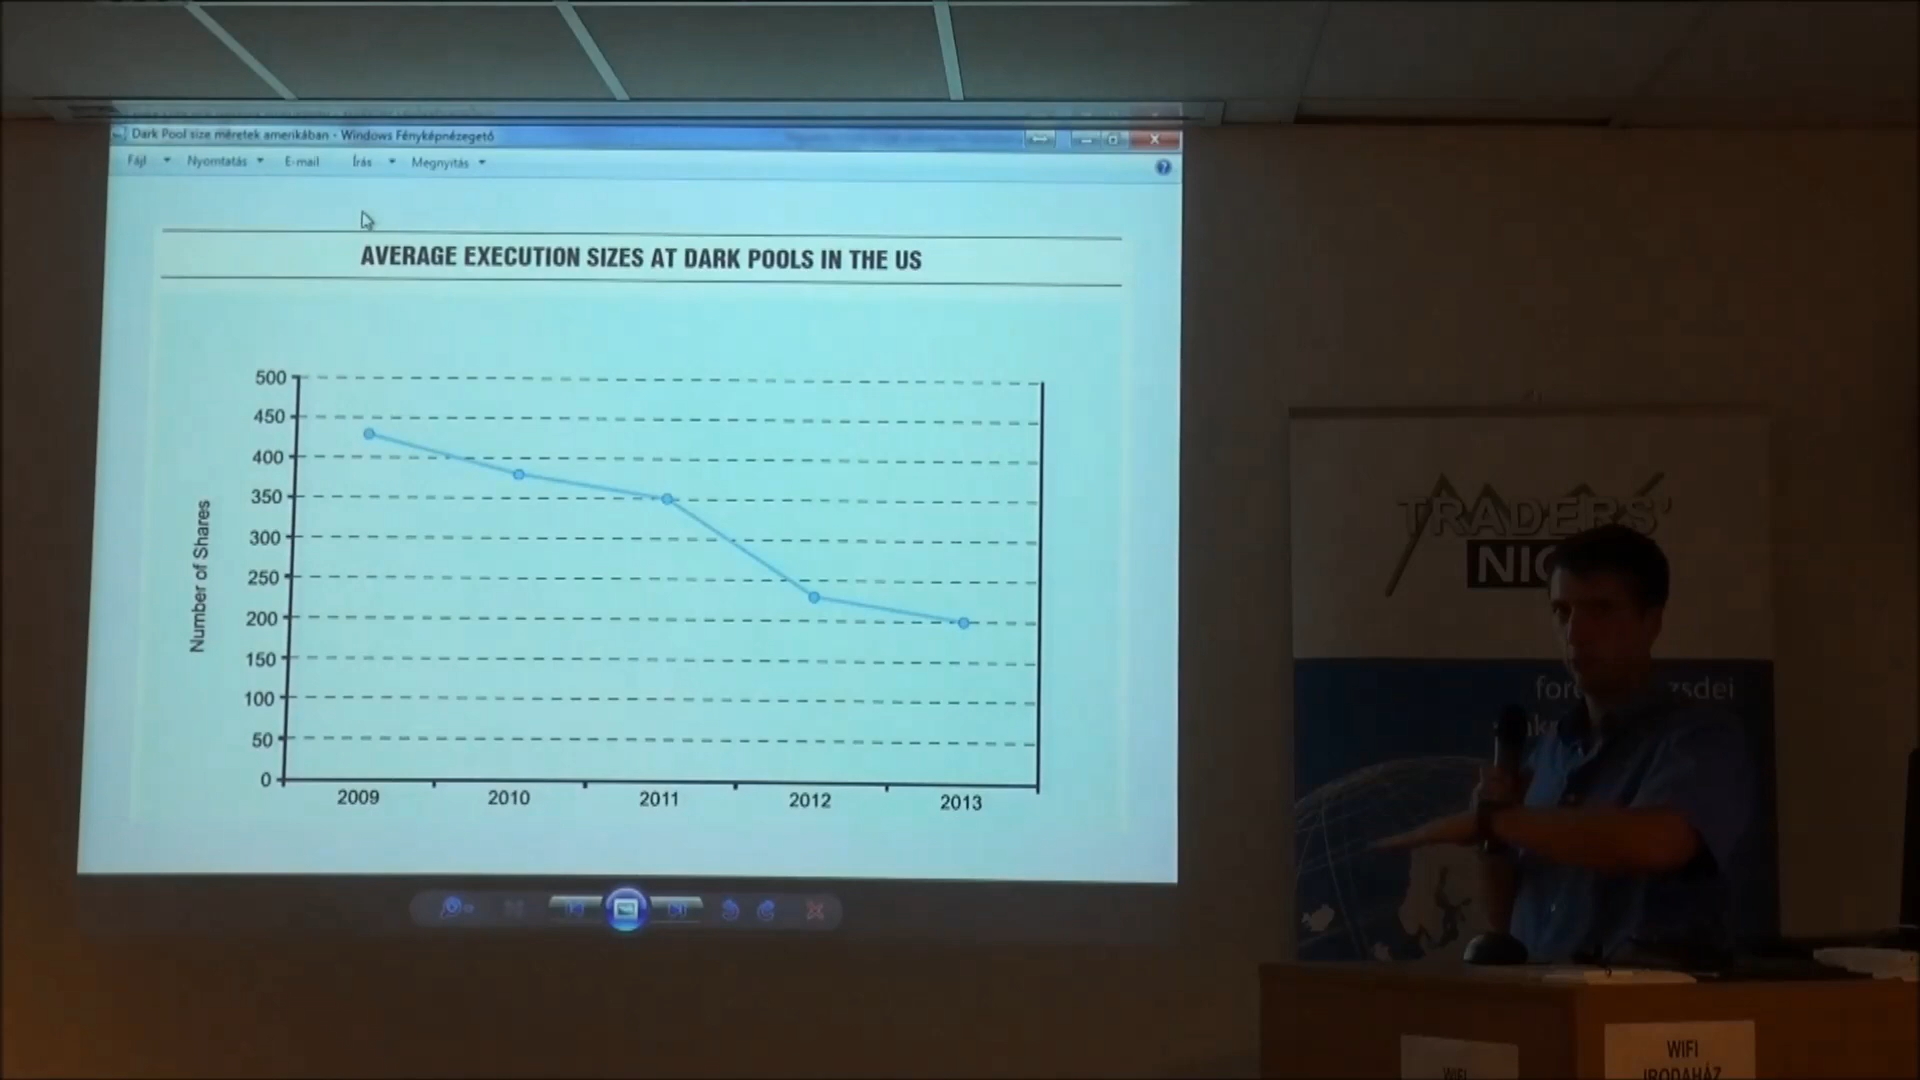 Dark Pool size méretek amerikában - Windows Fényképnézegető
Fájl Nyomtatás E-mail Írás Megnyitás
AVERAGE EXECUTION SIZES AT DARK POOLS IN THE US
Number of Shares
500
450
400
350
300
250
200
150
100
50
0
2009 2010 2011 2012 2013
TRADERS'
WIFI
WIFI
IRODAHÁZ